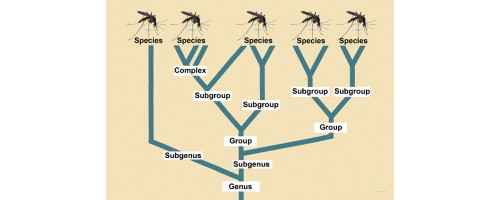 Species
Species
Species
Species
Species
Complex
Subgroup
Subgroup
Subgroup
Subgroup
Group
Group
Subgenus
Subgenus
Genus